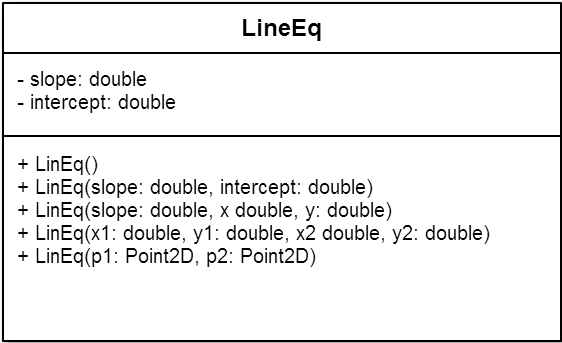 LineEq
- slope: double
- intercept: double
+ LinEq()
+ LinEq(slope: double, intercept: double)
+ LinEq(slope: double, x double, y: double)
+ LinEq(x1: double, y1: double, x2 double, y2: double)
+ LinEq(p1: Point2D, p2: Point2D)